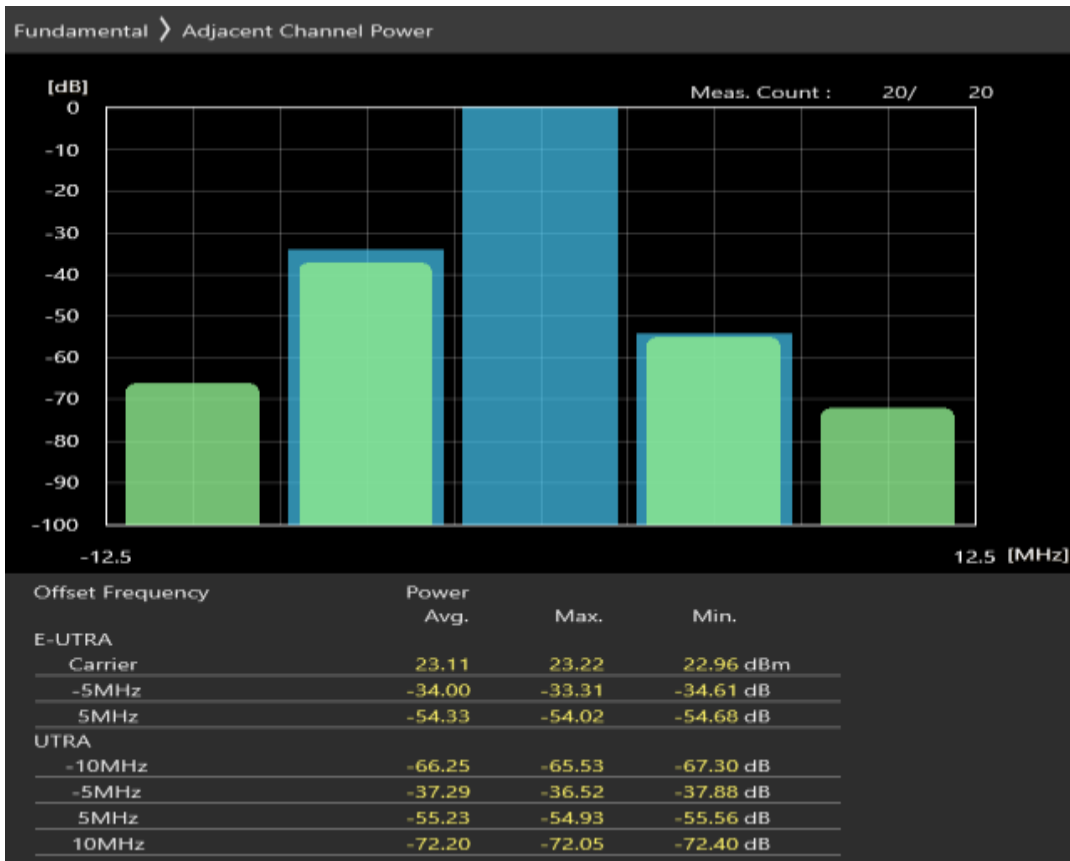 Fundamental 〉 Adjacent Channel Power
[dB]
Meas. Count : 20/ 20
0
-10
-20
-30
-40
-50
-60
-70
-80
-90
-100
-12.5 12.5 [MHz]
Offset Frequency Power
Avg. Max. Min.
E-UTRA
Carrier 23.11 23.22 22.96 dBm
-5MHz -34.00 -33.31 -34.61 dB
5MHz -54.33 -54.02 -54.68 dB
UTRA
-10MHz -66.25 -65.53 -67.30 dB
-5MHz -37.29 -36.52 -37.88 dB
5MHz -55.23 -54.93 -55.56 dB
10MHz -72.20 -72.05 -72.40 dB